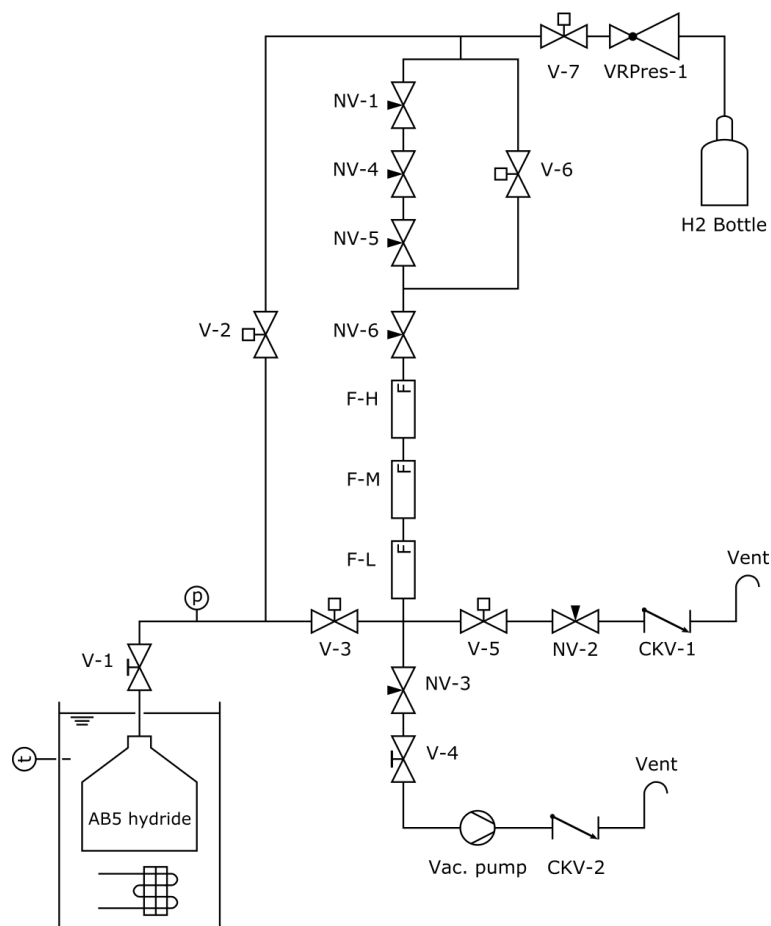 V-7
VRPres-1
NV-1
NV-4
V-6
NV-5
H2 Bottle
V-2
NV-6
F
F-H
F
F-M
F
F-L
Vent
p
V-3
V-5
NV-2
CKV-1
V-1
NV-3
V-4
t
Vent
AB5 hydride
Vac. pump
CKV-2